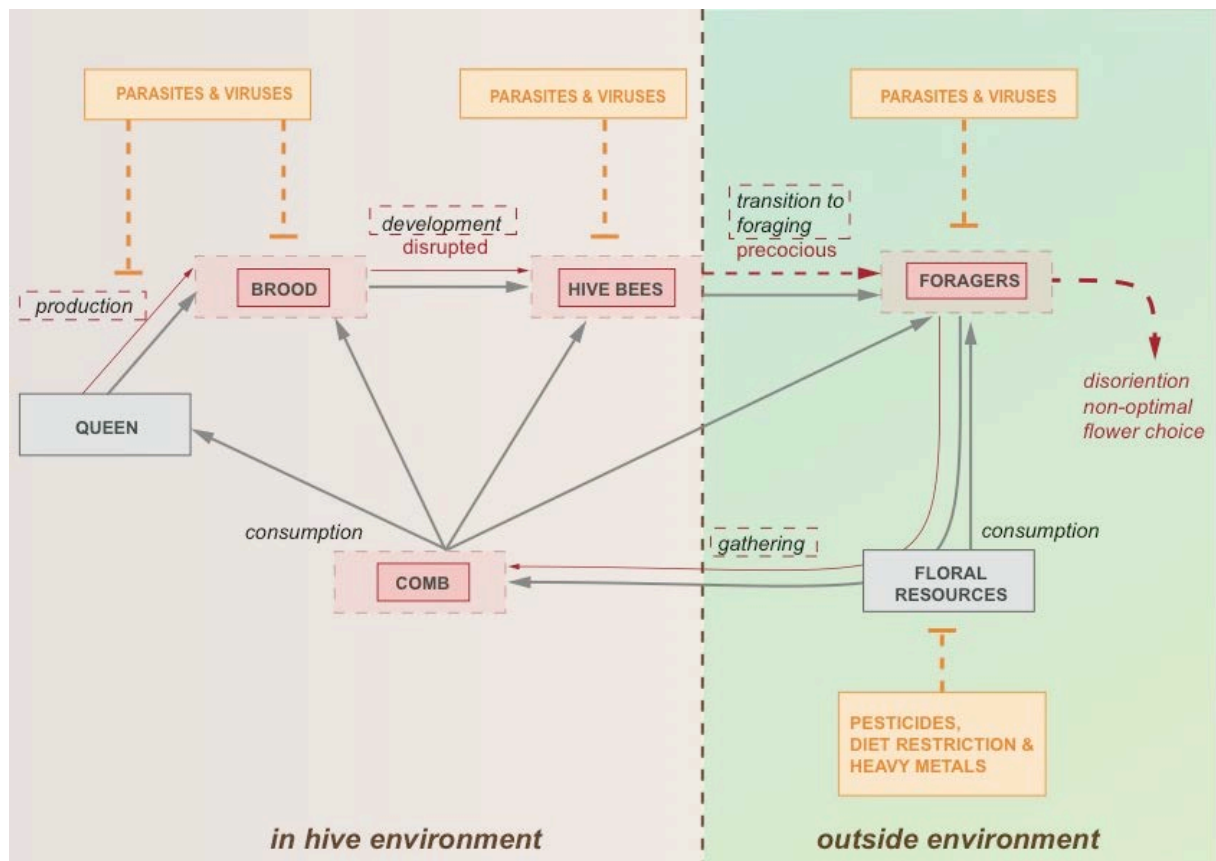 PARASITES & VIRUSES
PARASITES & VIRUSES
PARASITES & VIRUSES
development
disrupted
transition to
foraging
precocious
production
BROOD
HIVE BEES
FORAGERS
disoriention
non-optimal
flower choice
QUEEN
consumption
gathering
consumption
COMB
FLORAL
RESOURCES
PESTICIDES,
DIET RESTRICTION &
HEAVY METALS
in hive environment
outside environment